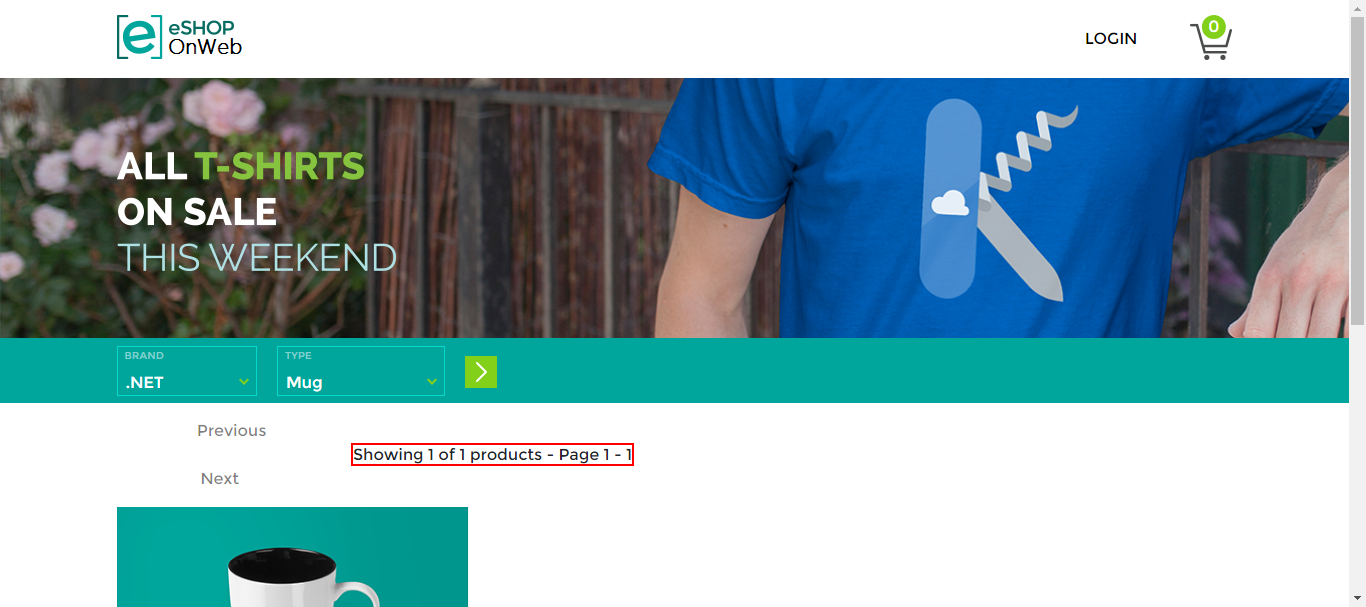 eSHOP
OnWeb
LOGIN
0
ALL T-SHIRTS
ON SALE
THIS WEEKEND
BRAND
.NET
TYPE
Mug
Previous
Showing 1 of 1 products - Page 1 - 1
Next